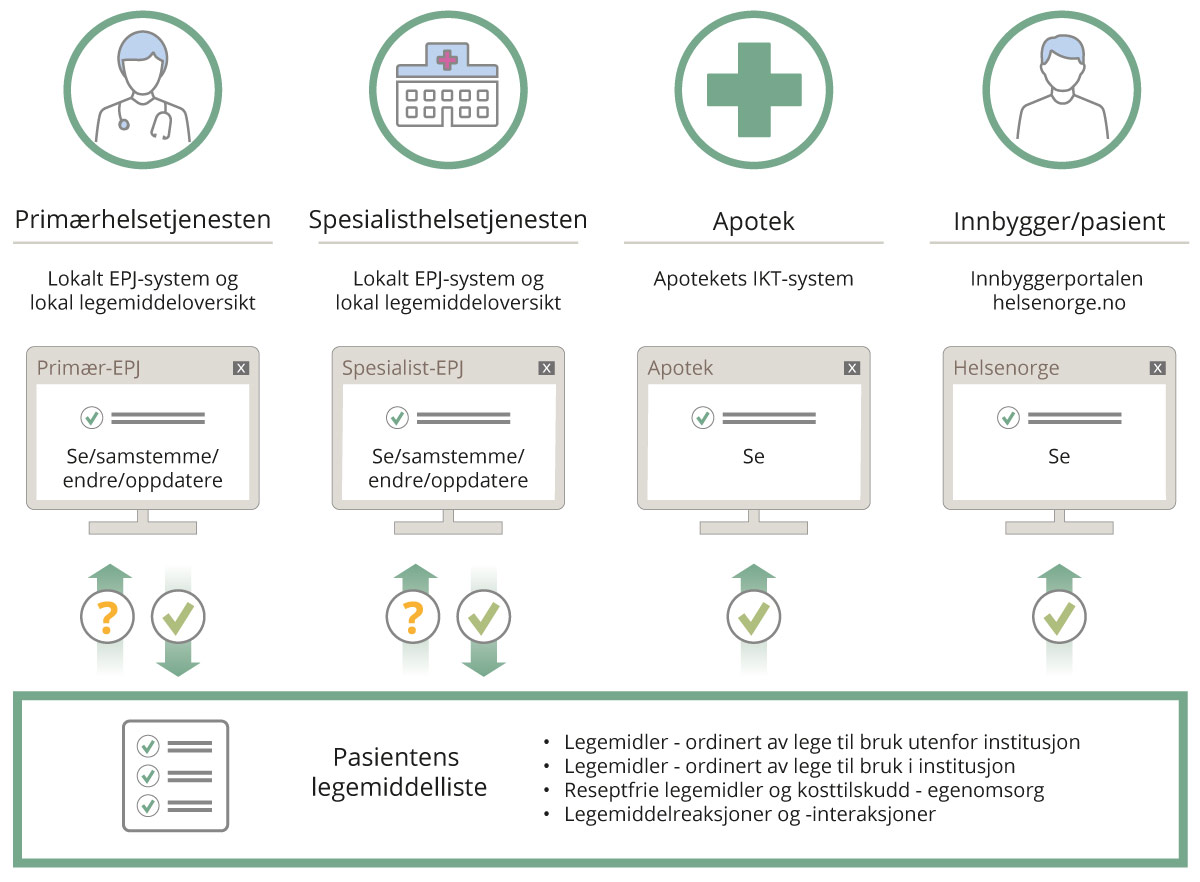 Primærhelsetjenesten
Lokalt EPJ-system og
lokal legemiddeloversikt
Primær-EPJ
X
Se/samstemme/
endre/oppdatere
?
Spesialisthelsetjenesten
Lokalt EPJ-system og
lokal legemiddeloversikt
Spesialist-EPJ
X
Se/samstemme/
endre/oppdatere
?
Apotek
Apotekets IKT-system
Apotek
X
Se
Innbygger/pasient
Innbyggerportalen
helsenorge.no
Helsenorge
X
Se
Pasientens
legemiddelliste
• Legemidler - ordinert av lege til bruk utenfor institusjon
• Legemidler - ordinert av lege til bruk i institusjon
• Reseptfrie legemidler og kosttilskudd - egenomsorg
• Legemiddelreaksjoner og -interaksjoner